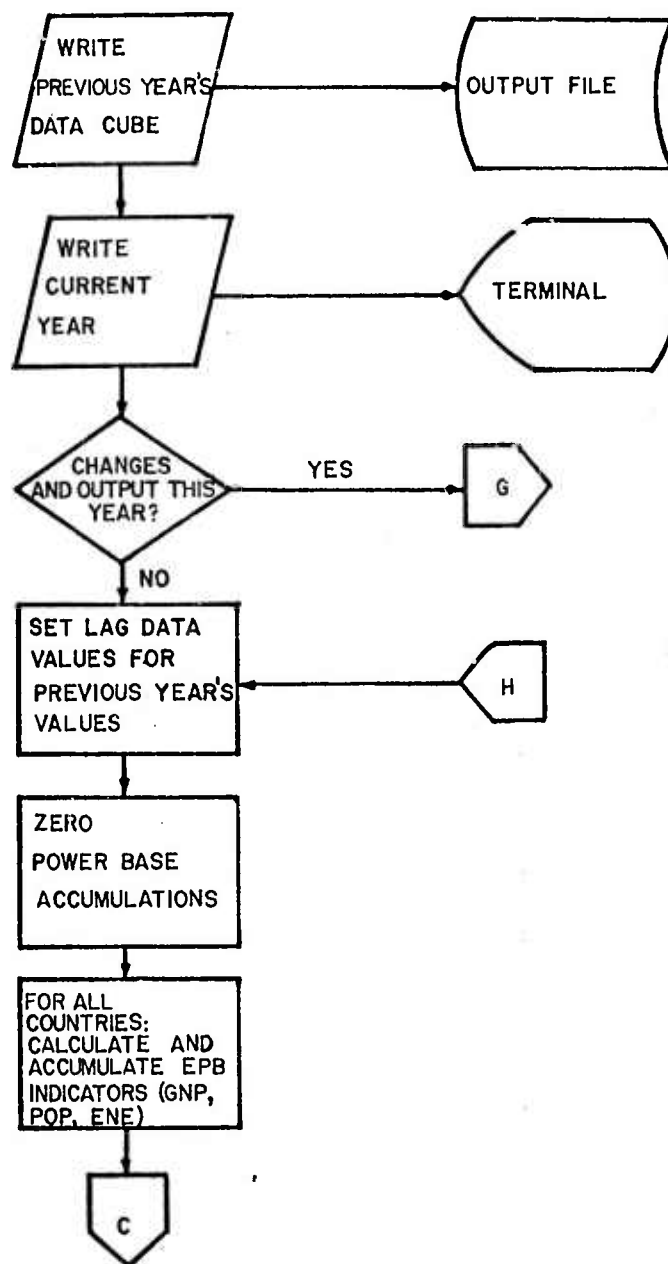 WRITE
PREVIOUS YEAR'S
DATA CUBE
OUTPUT FILE
WRITE
CURRENT
YEAR
TERMINAL
CHANGES
AND OUTPUT THIS
YEAR?
YES
G
NO
SET LAG DATA
VALUES FOR
PREVIOUS YEAR'S
VALUES
H
ZERO
POWER BASE
ACCUMULATIONS
FOR ALL
COUNTRIES:
CALCULATE AND
ACCUMULATE EPB
INDICATORS (GNP,
POP, ENE)
C